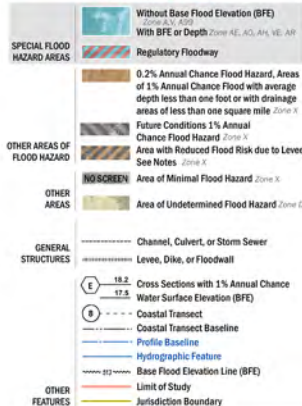 Without Base Flood Elevation (BFE)
Zone A,V, A99
With BFE or Depth Zone AE, AO, AH, VE, AR
SPECIAL FLOOD
HAZARD AREAS
Regulatory Floodway
0.2% Annual Chance Flood Hazard, Areas
of 1% Annual Chance Flood with average
depth less than one foot or with drainage
areas of less than one square mile Zone X
Future Conditions 1% Annual
Chance Flood Hazard Zone X
OTHER AREAS OF
FLOOD HAZARD
Area with Reduced Flood Risk due to Levee
See Notes Zone X
NO SCREEN Area of Minimal Flood Hazard Zone X
OTHER
AREAS
Area of Undetermined Flood Hazard Zone D
GENERAL
STRUCTURES
Channel, Culvert, or Storm Sewer
Levee, Dike, or Floodwall
E 18.2 Cross Sections with 1% Annual Chance
17.5 Water Surface Elevation (BFE)
8 Coastal Transect
Coastal Transect Baseline
Profile Baseline
Hydrographic Feature
513 Base Flood Elevation Line (BFE)
OTHER
FEATURES
Limit of Study
Jurisdiction Boundary